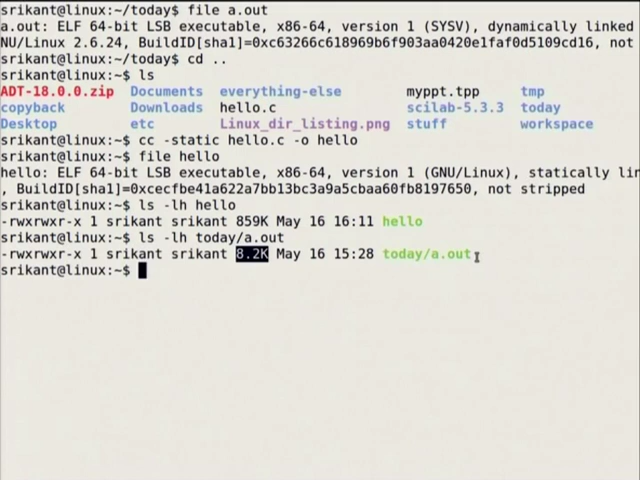 srikant@linux:~/today$ file a.out
a.out: ELF 64-bit LSB executable, x86-64, version 1 (SYSV), dynamically linked
NU/Linux 2.6.24, BuildID[sha1]=0xc63266c618969b6f903aa0420e1faf0d5109cd16, not
srikant@linux:~/today$ cd ..
srikant@linux:~$ ls
ADT-18.0.0.zip Documents everything-else myppt.tpp tmp
copyback Downloads hello.c scilab-5.3.3 today
Desktop etc Linux_dir_listing.png stuff workspace
srikant@linux:~$ cc -static hello.c -o hello
srikant@linux:~$ file hello
hello: ELF 64-bit LSB executable, x86-64, version 1 (GNU/Linux), statically lin
, BuildID[sha1]=0xcecfbe41a622a7bb13bc3a9a5cbaa60fb8197650, not stripped
srikant@linux:~$ ls -lh hello
-rwxrwxr-x 1 srikant srikant 859K May 16 16:11 hello
srikant@linux:~$ ls -lh today/a.out
-rwxrwxr-x 1 srikant srikant 8.2K May 16 15:28 today/a.out
srikant@linux:~$